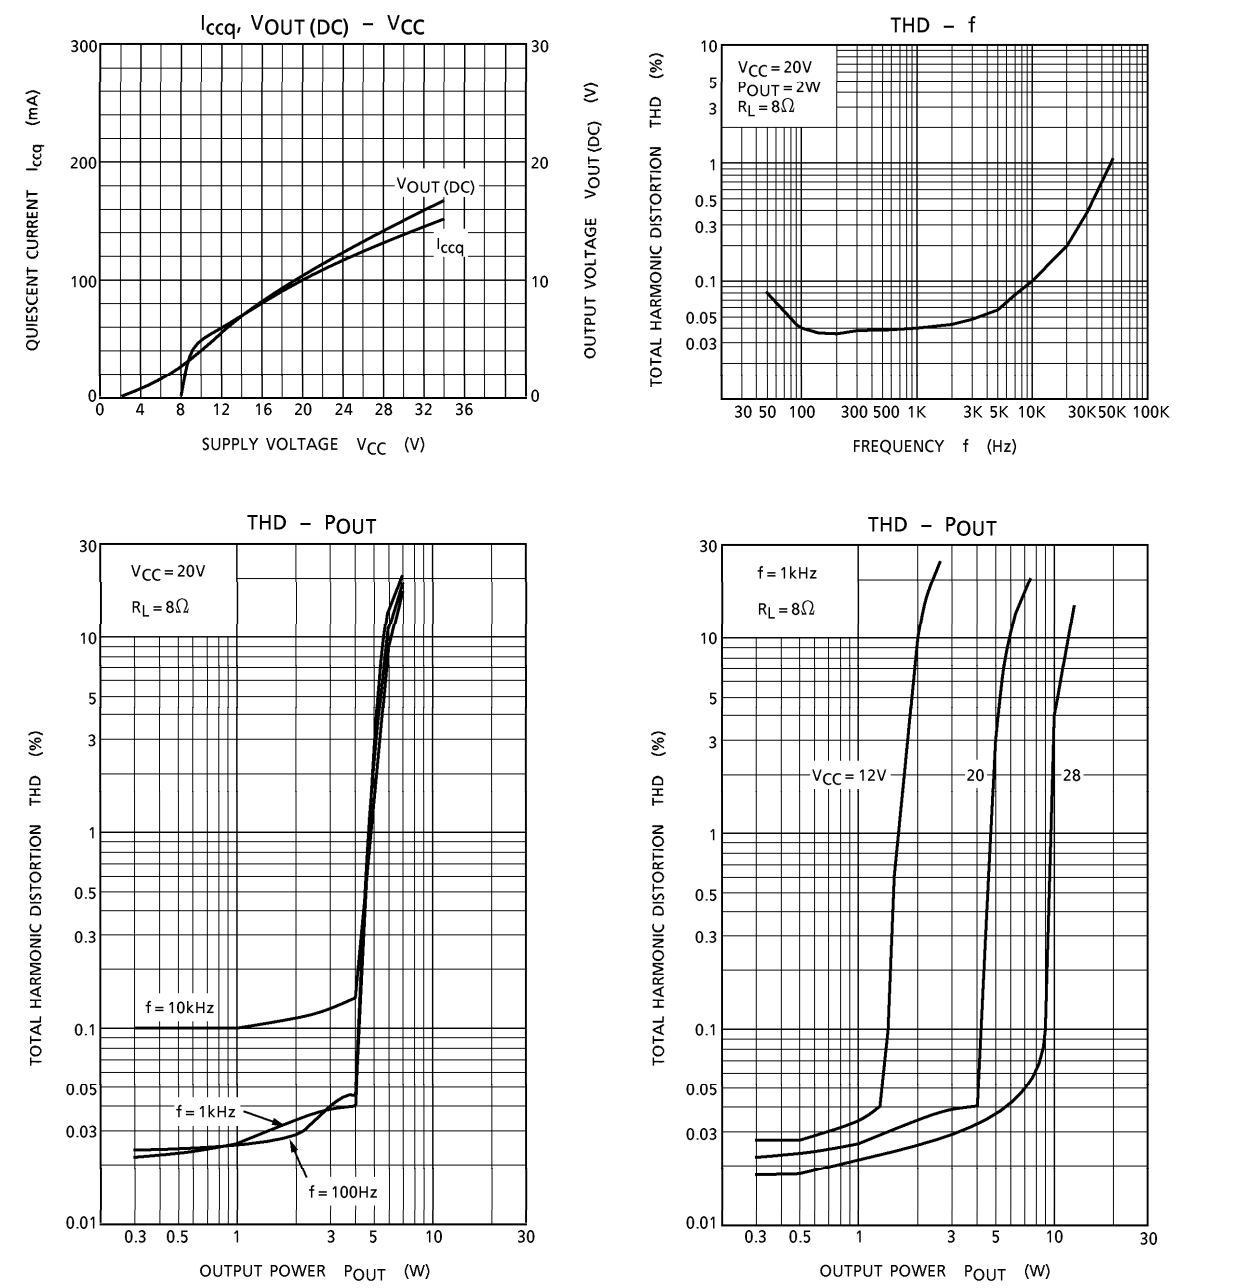 Iccq, VOUT (DC) – VCC
300
200
100
0
30
20
10
0
QUIESCENT CURRENT Iccq (mA)
OUTPUT VOLTAGE VOUT (DC) (V)
VOUT (DC)
Iccq
0 4 8 12 16 20 24 28 32 36
SUPPLY VOLTAGE VCC (V)
THD – f
VCC = 20V
POUT = 2W
RL = 8Ω
10
5
3
1
0.5
0.3
0.1
0.05
0.03
TOTAL HARMONIC DISTORTION THD (%)
30 50 100 300 500 1K 3K 5K 10K 30K 50K 100K
FREQUENCY f (Hz)
THD – POUT
VCC = 20V
RL = 8Ω
30
10
5
3
1
0.5
0.3
0.1
0.05
0.03
0.01
TOTAL HARMONIC DISTORTION THD (%)
f = 10kHz
f = 1kHz
f = 100Hz
0.3 0.5 1 3 5 10 30
OUTPUT POWER POUT (W)
THD – POUT
f = 1kHz
RL = 8Ω
30
10
5
3
1
0.5
0.3
0.1
0.05
0.03
0.01
TOTAL HARMONIC DISTORTION THD (%)
VCC = 12V 20 28
0.3 0.5 1 3 5 10 30
OUTPUT POWER POUT (W)